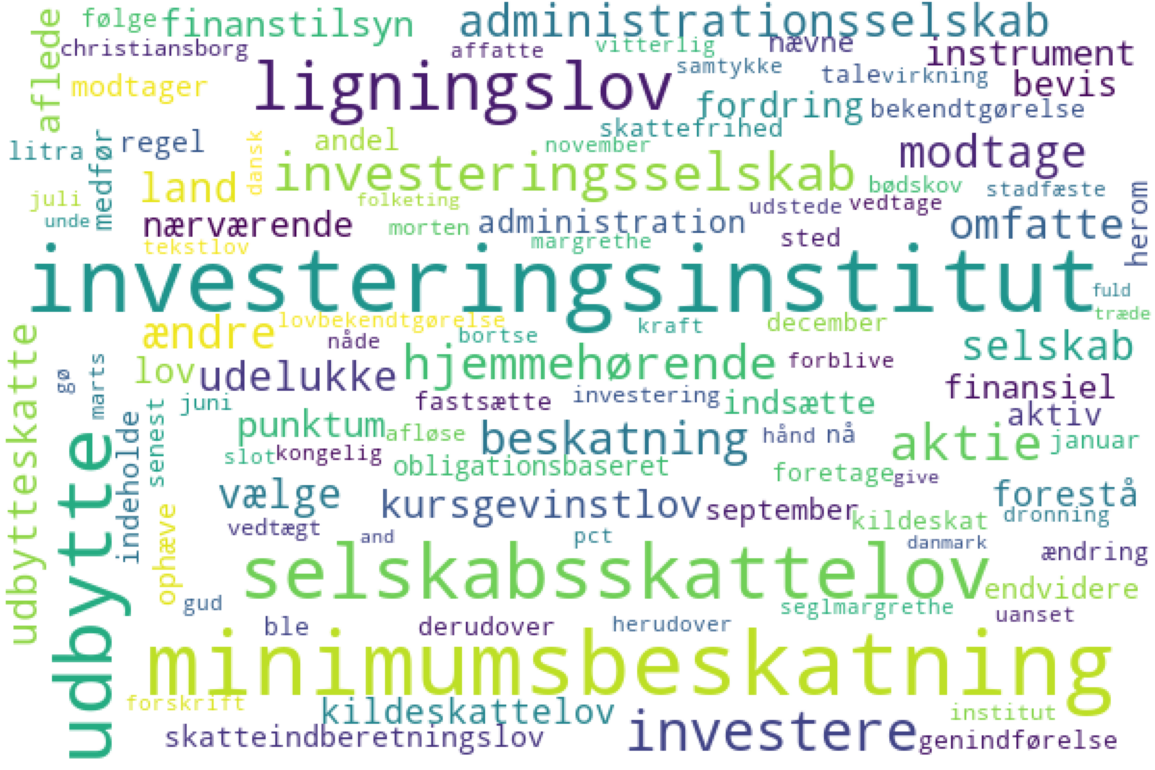 følge finanstilsyn administrationsselskab
christiansborg affatte vitterlig nævne instrument
aflede modtager ligningslov samtykke talevirkning bevis
fordring bekendtgørelse
litra medfør regel dansk andel skattefrihed november modtage
juli land investeringsselskab bødskov stadfæste
unde nærværende folketing morten administration udstede vedtage omfatte herom
tekstlov margrethe sted
investeringsinstitut fuld
ændre lovbekendtgørelse kraft december træde
nåde bortse selskab
lov udelukke hjemmehørende forblive finansiel
udbytteskatte gø marts juni fastsætte investering indsætte aktiv
indeholde senest punktum afløse beskatning hånd nå aktie januar
slot kongelig obligationsbaseret foretage give
udbytte vælge kursgevinstlov september forestå
ophæve vedtægt and pct kildeskat dronning
danmark ændring
selskabsskattelov endvidere
gud seglmargrethe uanset
ble derudover herudover
minimumsbeskatning
forskrift kildeskattelov institut
skatteindberetningslov investere genindførelse